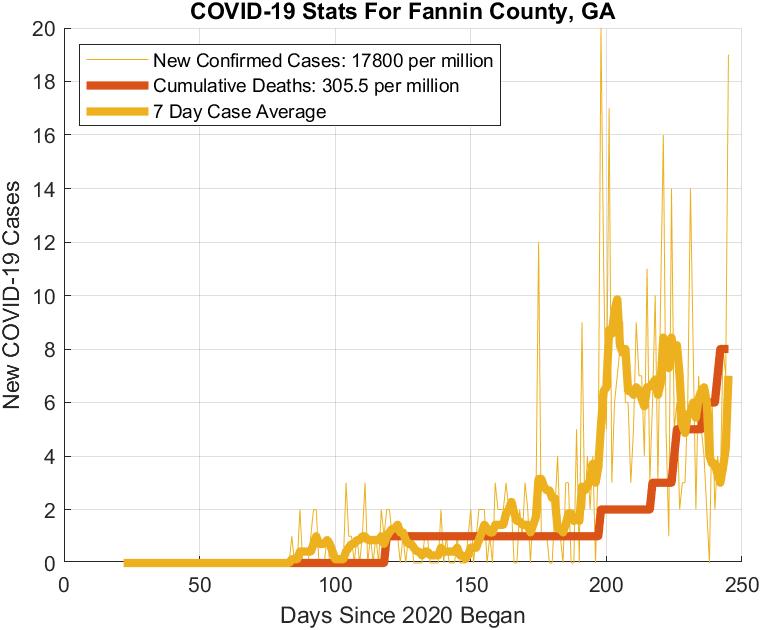 COVID-19 Stats For Fannin County, GA
New Confirmed Cases: 17800 per million
Cumulative Deaths: 305.5 per million
7 Day Case Average
New COVID-19 Cases
20
18
16
14
12
10
8
6
4
2
0
0 50 100 150 200 250
Days Since 2020 Began